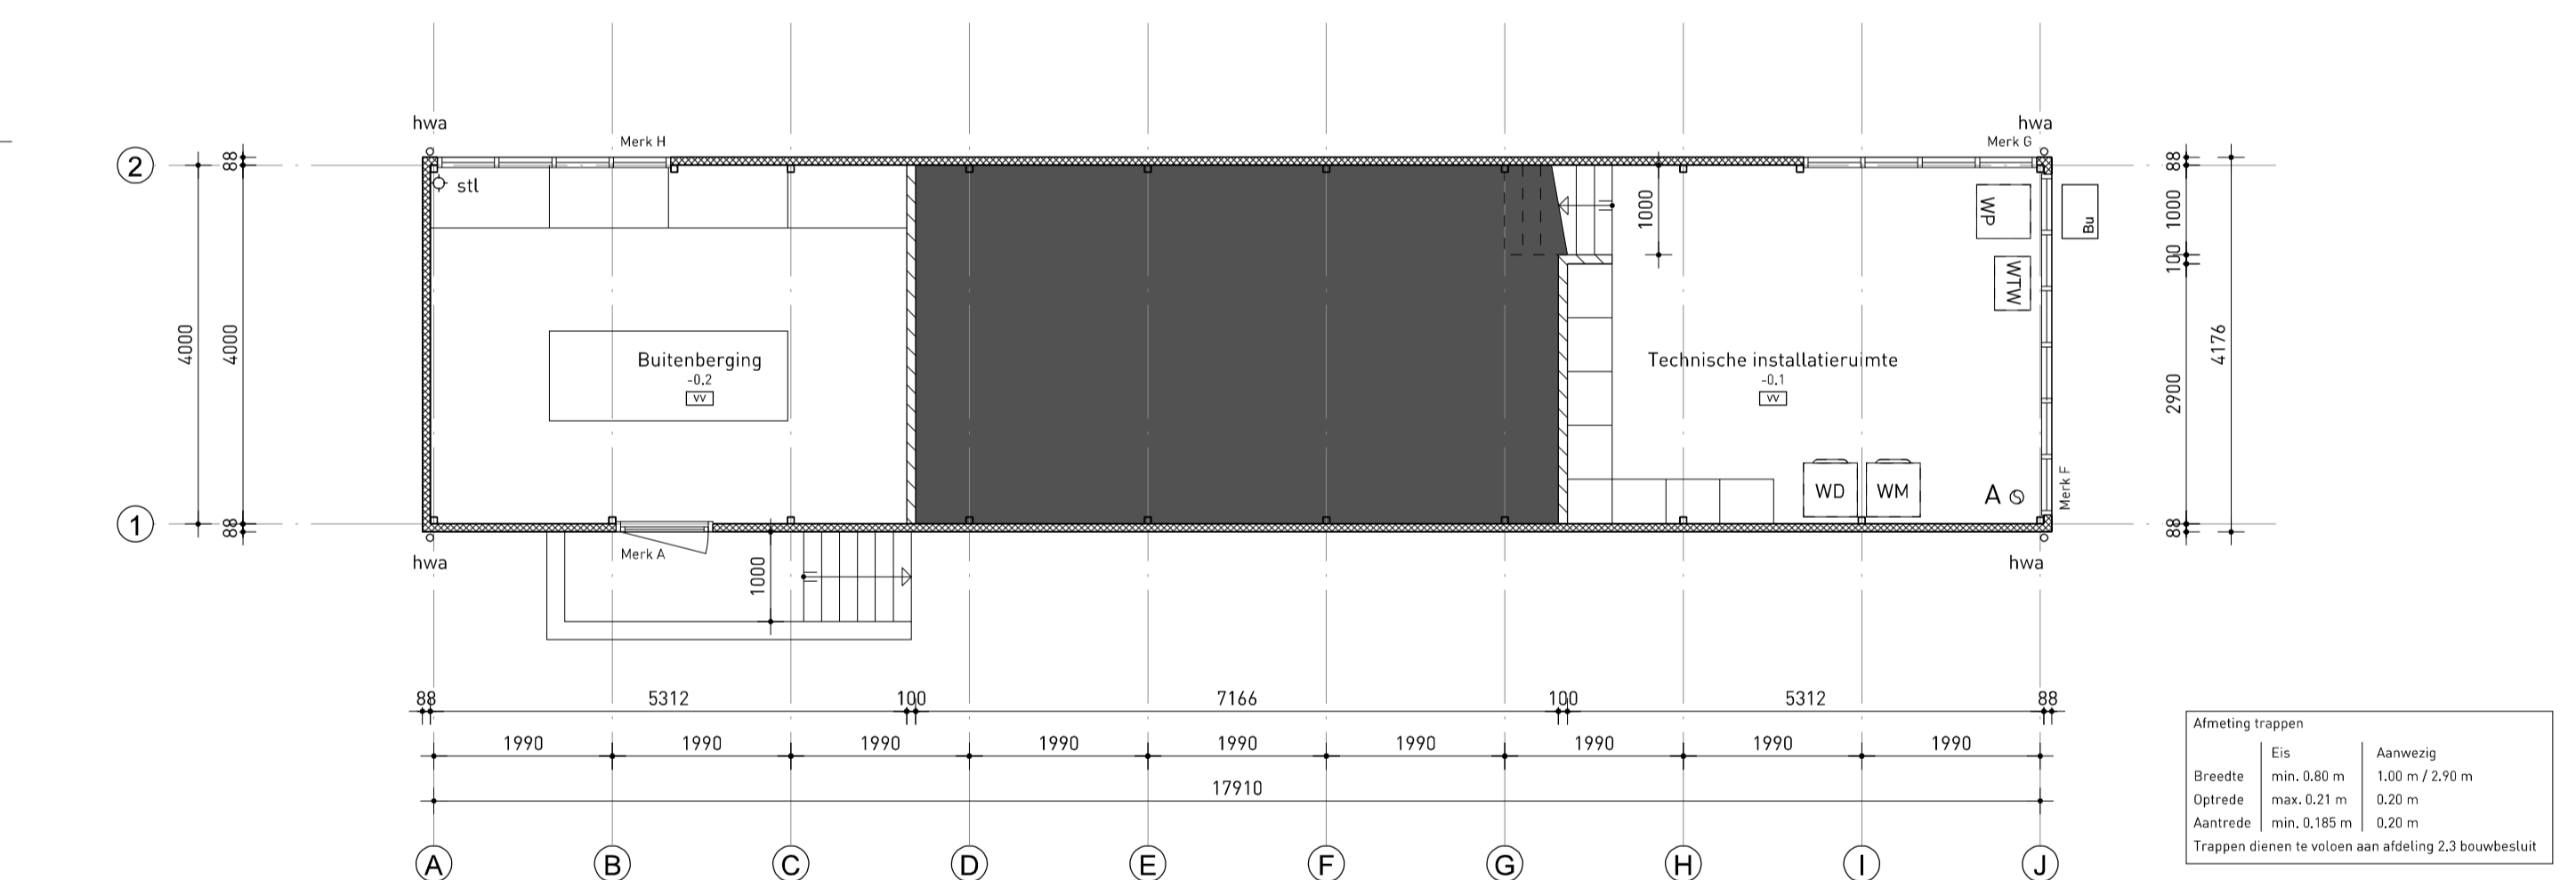 hwa
hwa
Merk H
Merk G
2
88
88
stl
1000
WP
Bu
1000
100
WTW
4000
4000
Buitenberging
-0.2
vv
Technische installatieruimte
-0.1
vv
4176
2900
WD
WM
A
Merk F
1
88
88
Merk A
hwa
hwa
1000
88
5312
100
7166
100
5312
88
1990
1990
1990
1990
1990
1990
1990
1990
1990
17910
A
B
C
D
E
F
G
H
I
J
Afmeting trappen
Eis
Aanwezig
Breedte
min. 0.80 m
1.00 m / 2.90 m
Optrede
max. 0.21 m
0.20 m
Aantrede
min. 0.185 m
0.20 m
Trappen dienen te voloen aan afdeling 2.3 bouwbesluit